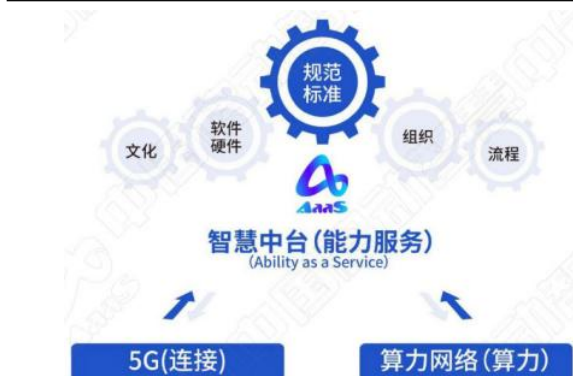 规范
标准
文化
软件
硬件
组织
流程
AaaS
智慧中台(能力服务)
(Ability as a Service)
5G(连接)
算力网络(算力)